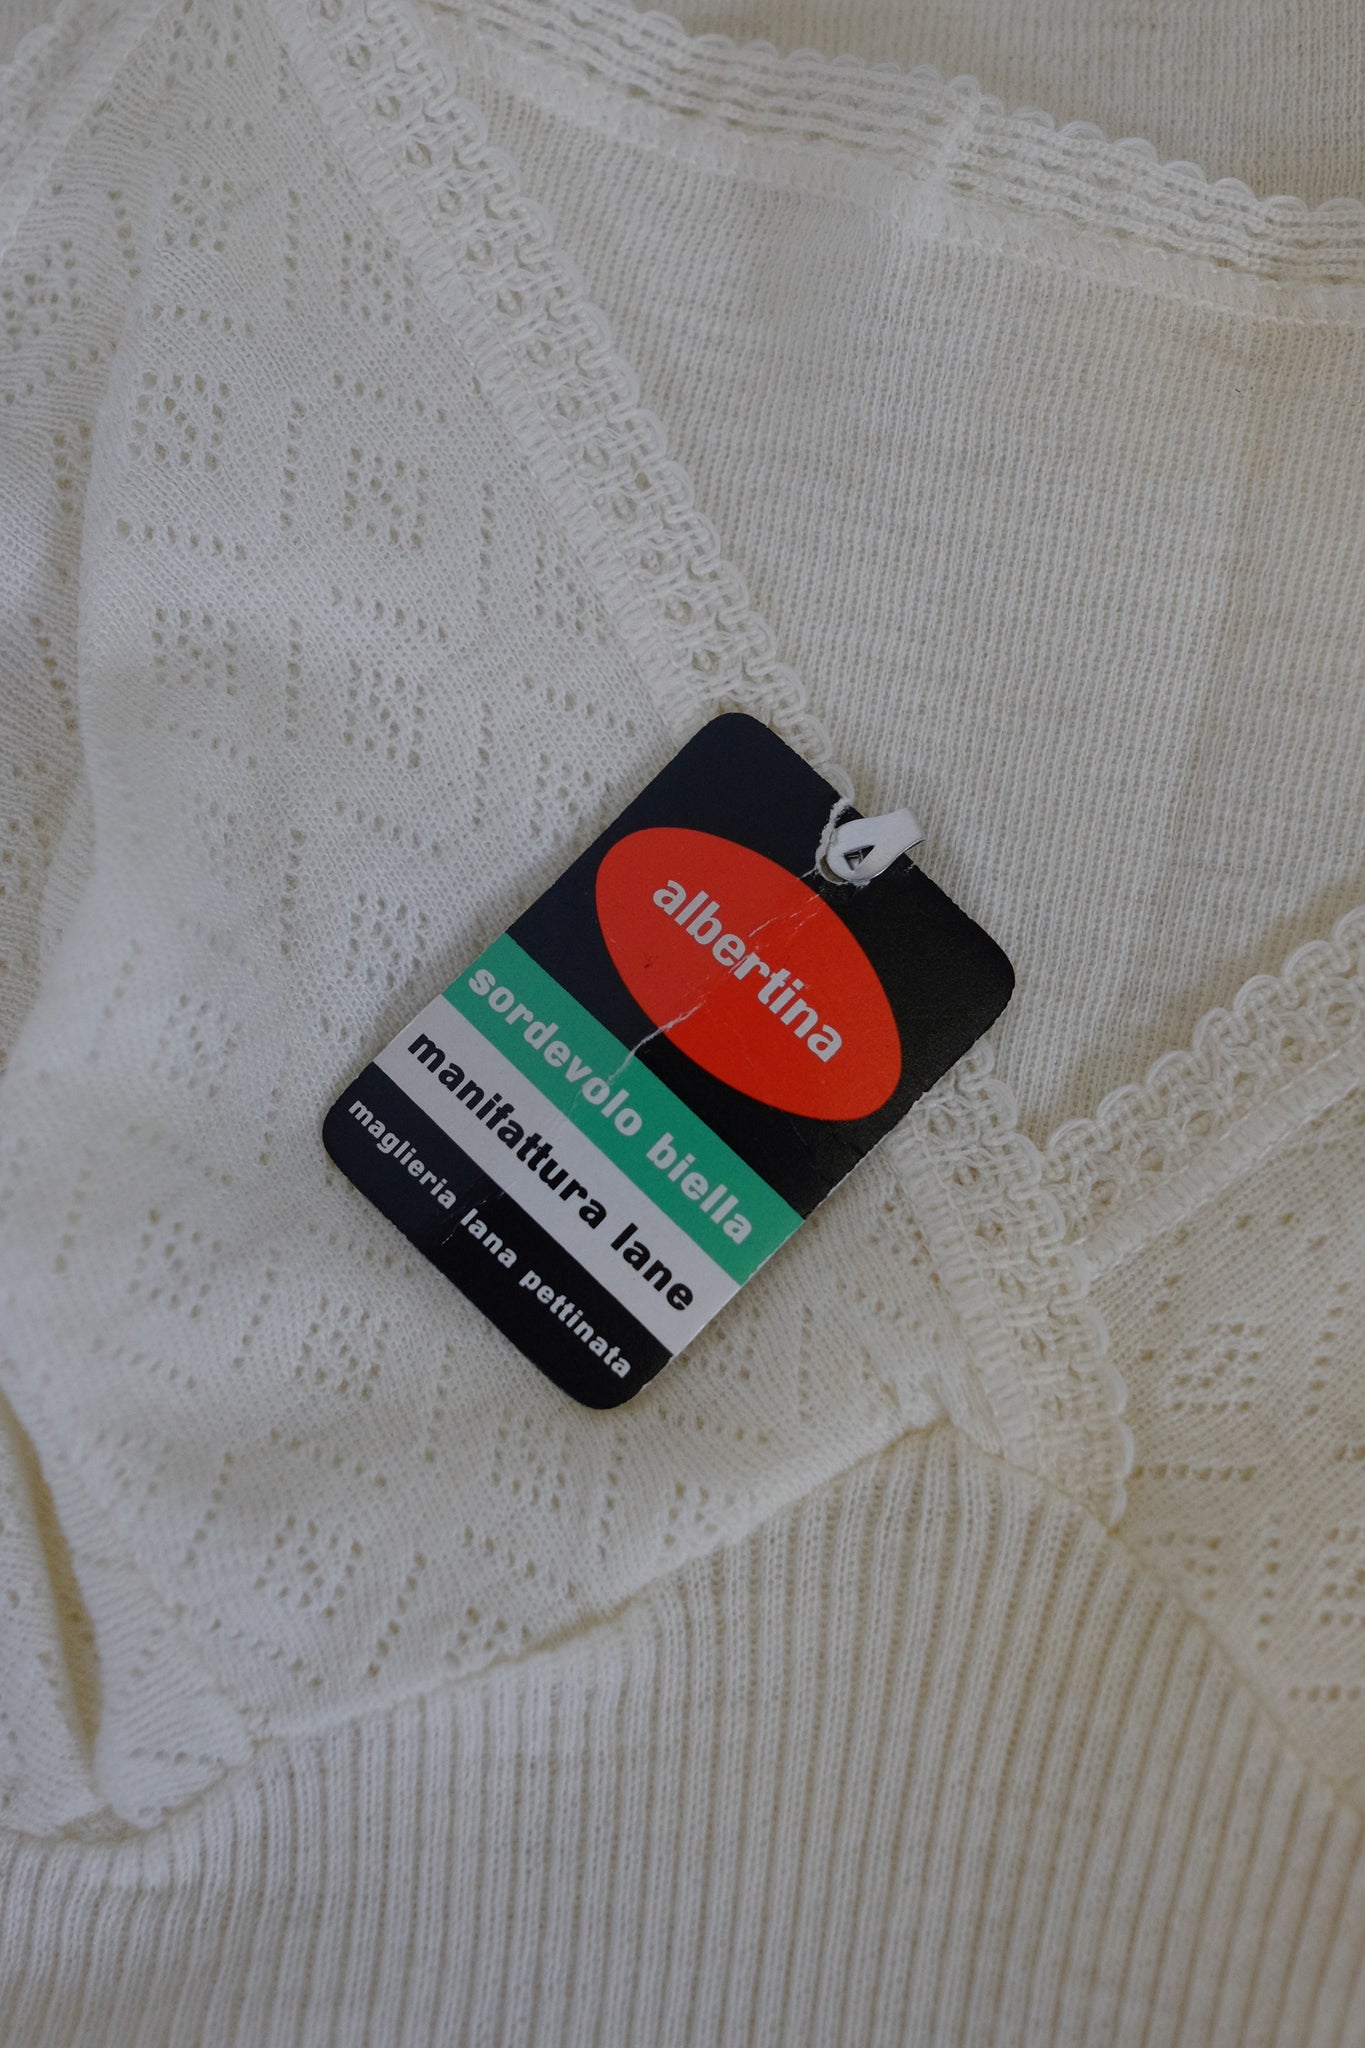 albertina
sordevolo biella
manifattura lane
maglieria lana pettinata